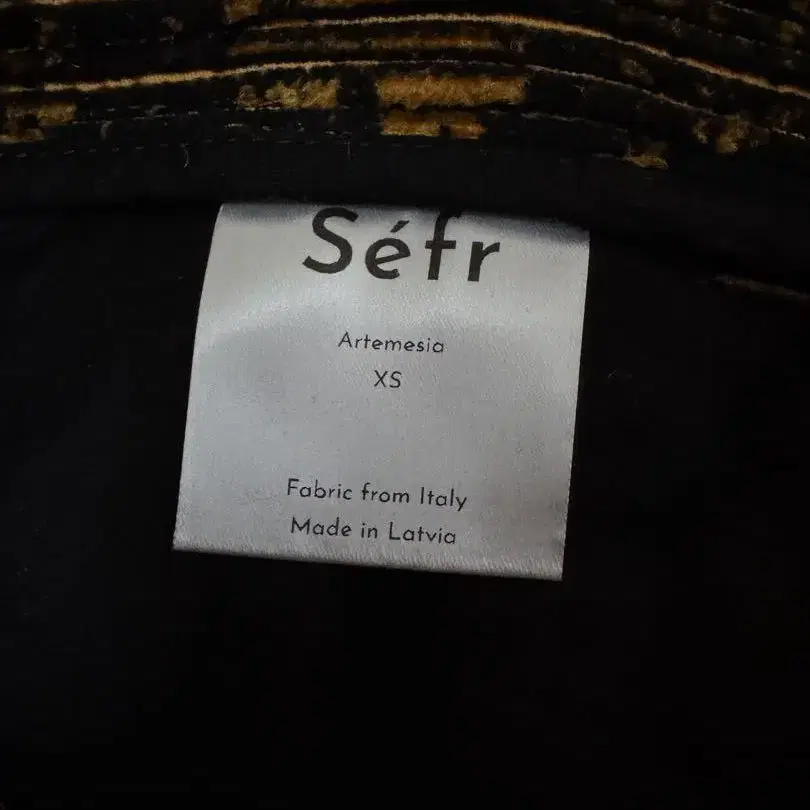 Séfr
Artemesia
XS
Fabric from Italy
Made in Latvia